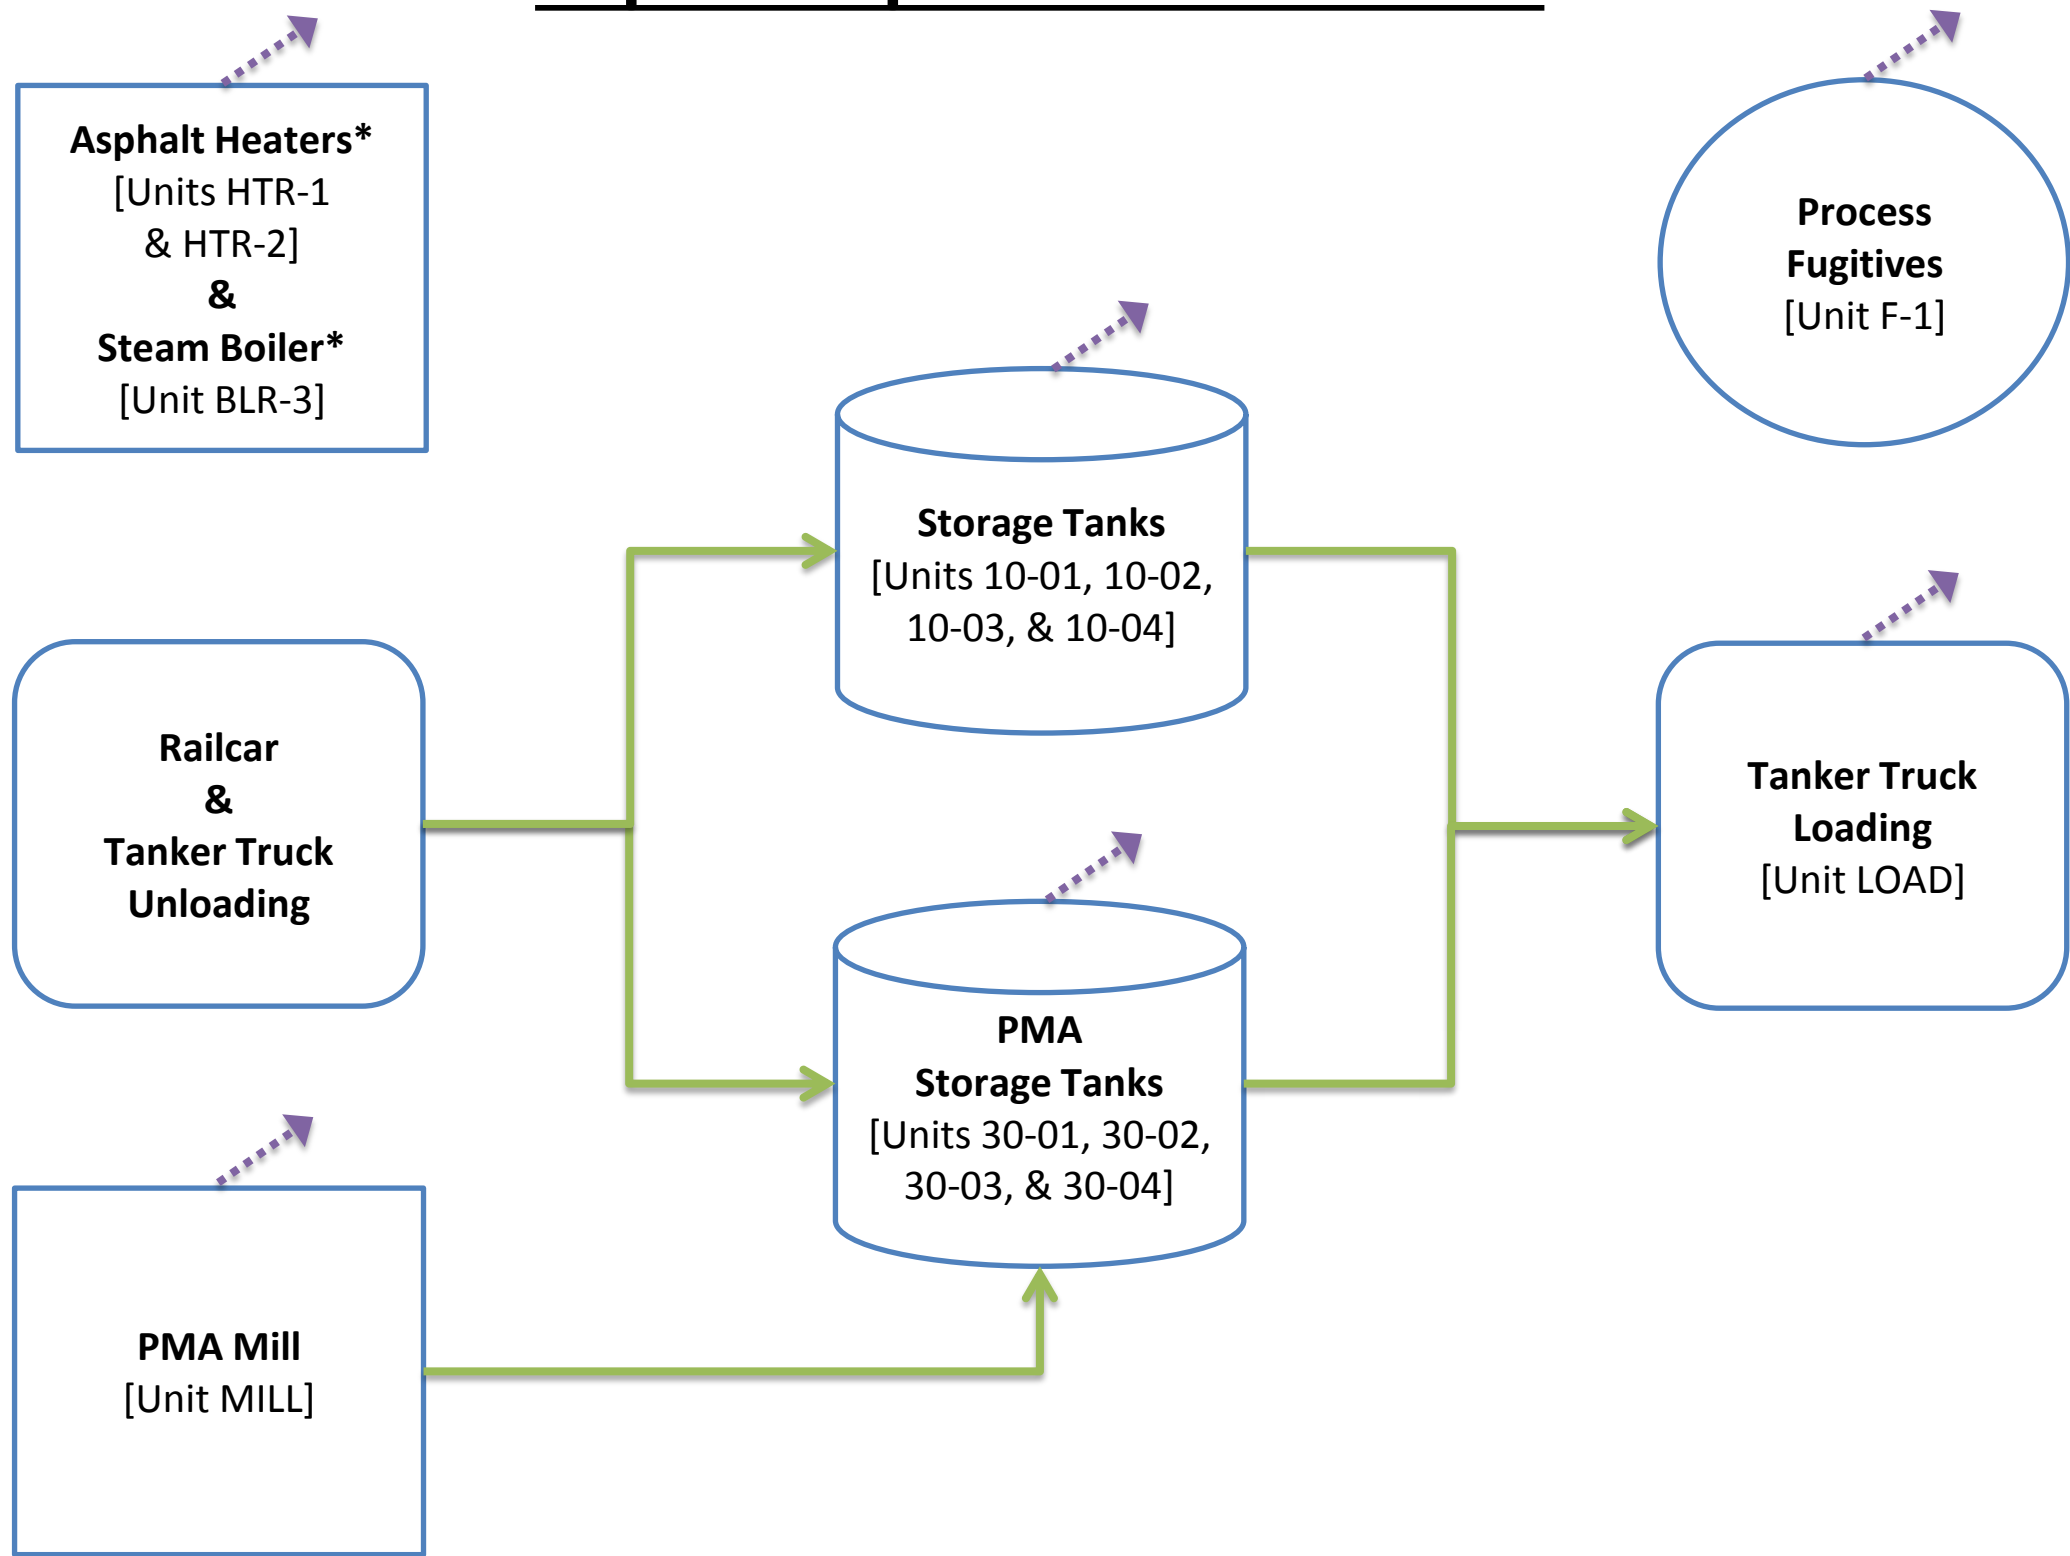 Asphalt Heaters*
[Units HTR-1
& HTR-2]
&
Steam Boiler*
[Unit BLR-3]
Process
Fugitives
[Unit F-1]
Storage Tanks
[Units 10-01, 10-02,
10-03, & 10-04]
Railcar
&
Tanker Truck
Unloading
Tanker Truck
Loading
[Unit LOAD]
PMA
Storage Tanks
[Units 30-01, 30-02,
30-03, & 30-04]
PMA Mill
[Unit MILL]